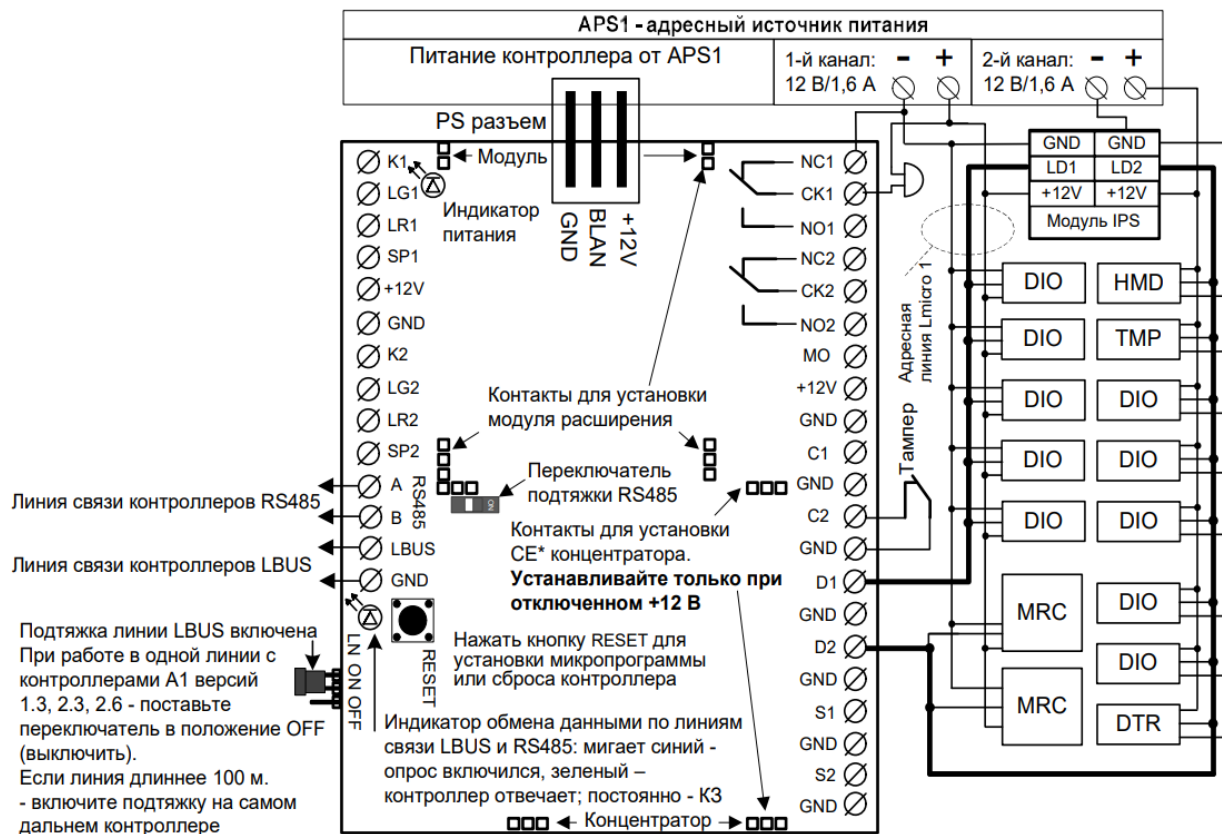 APS1 - адресный источник питания
Питание контроллера от APS1
1-й канал: - +
12 В/1,6 А
2-й канал: - +
12 В/1,6 А
PS разъем
GND
BLAN
+12V
Модуль
Индикатор
питания
K1
LG1
LR1
SP1
+12V
GND
K2
LG2
LR2
SP2
A
B
LBUS
GND
RS485
NC1
CK1
NO1
NC2
CK2
NO2
MO
+12V
GND
C1
GND
C2
GND
D1
GND
D2
GND
S1
GND
S2
GND
Контакты для установки
модуля расширения
Переключатель
подтяжки RS485
NO
Контакты для установки
CE* концентратора.
Устанавливайте только при
отключенном +12 В
Нажать кнопку RESET для
установки микропрограммы
или сброса контроллера
RESET
LN ON OFF
Индикатор обмена данными по линиям
связи LBUS и RS485: мигает синий -
опрос включился, зеленый –
контроллер отвечает; постоянно - КЗ
Концентратор
Линия связи контроллеров RS485
Линия связи контроллеров LBUS
Подтяжка линии LBUS включена
При работе в одной линии с
контроллерами А1 версий
1.3, 2.3, 2.6 - поставьте
переключатель в положение OFF
(выключить).
Если линия длиннее 100 м.
- включите подтяжку на самом
дальнем контроллере
Тампер
Адресная
линия Lmicro 1
GND GND
LD1 LD2
+12V +12V
Модуль IPS
DIO HMD
DIO TMP
DIO DIO
DIO DIO
DIO DIO
MRC DIO
DIO
MRC DTR